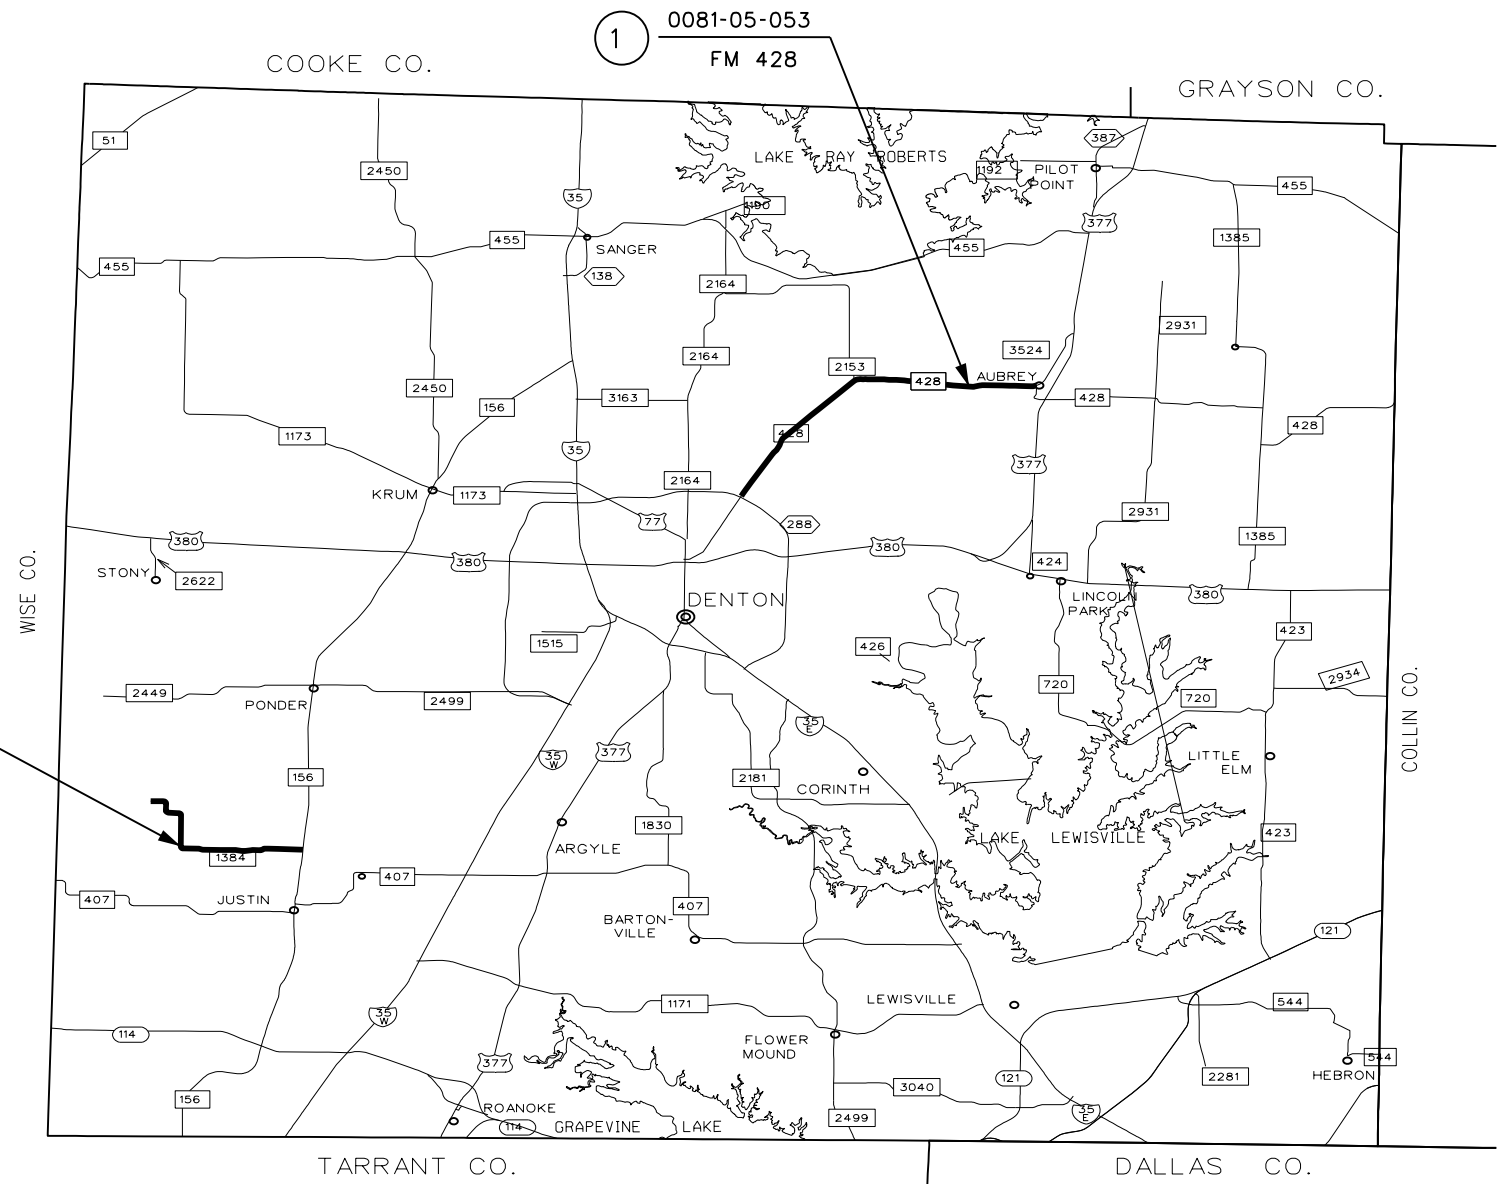 0081-05-053
1
FM 428
COOKE CO.
GRAYSON CO.
51
387
2450
LAKE RAY ROBERTS
1192
PILOT
POINT
455
35
1190
377
455
SANGER
455
1385
455
138
2164
2931
2164
3524
2153
428
AUBREY
2450
156
3163
428
428
1173
428
35
377
KRUM
1173
2164
2931
77
288
380
380
380
1385
WISE CO.
STONY
2622
424
LINCOLN
PARK
380
DENTON
1515
426
423
2934
2449
2499
PONDER
720
720
COLLIN CO.
35
E
377
35
W
LITTLE
ELM
156
2181
CORINTH
1830
LAKE LEWISVILLE
423
1384
ARGYLE
407
407
JUSTIN
407
BARTON-
VILLE
121
1171
LEWISVILLE
544
35
W
114
FLOWER
MOUND
377
544
HEBRON
121
2281
3040
156
ROANOKE
35
E
2499
114
GRAPEVINE LAKE
TARRANT CO.
DALLAS CO.